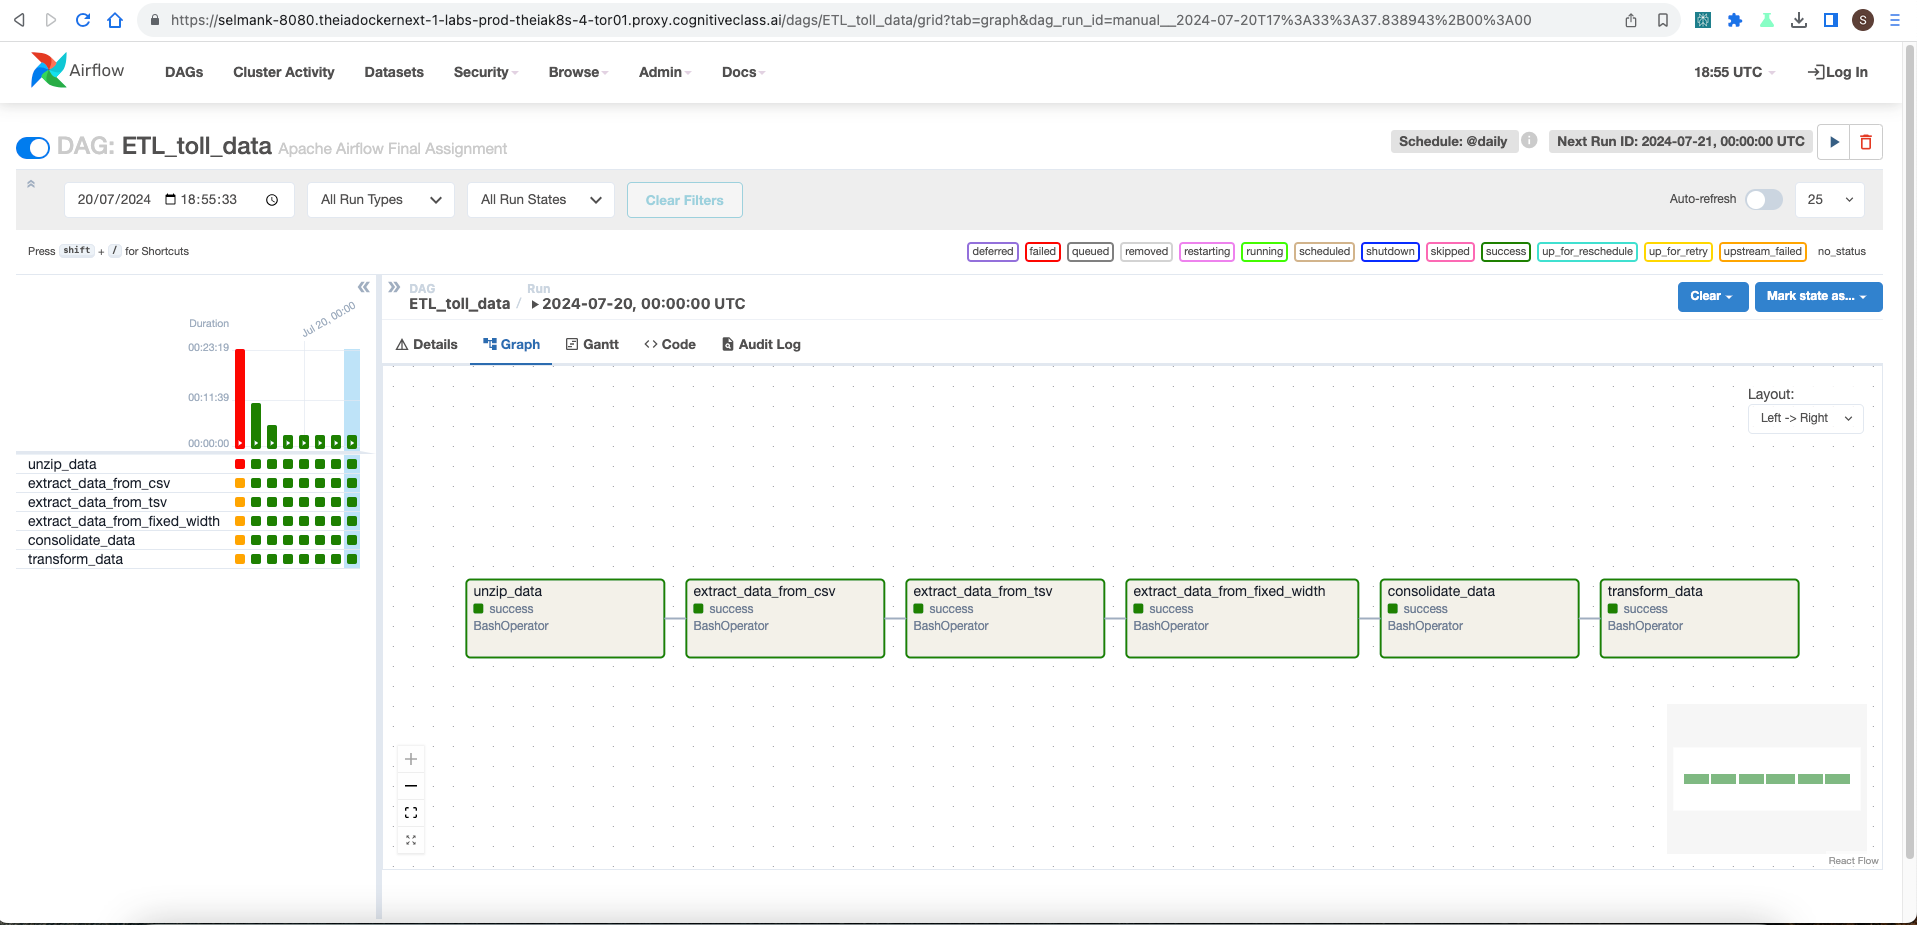 https://selmank-8080.theiadockernext-1-labs-prod-theiak8s-4-tor01.proxy.cognitiveclass.ai/dags/ETL_toll_data/grid?tab=graph&dag_run_id=manual__2024-07-20T17%3A33%3A37.838943%2B00%3A00
S
Airflow DAGs Cluster Activity Datasets Security Browse Admin Docs 18:55 UTC Log In
DAG: ETL_toll_data Apache Airflow Final Assignment Schedule: @daily Next Run ID: 2024-07-21, 00:00:00 UTC
20/07/2024 18:55:33 All Run Types All Run States Clear Filters Auto-refresh 25
Press shift + / for Shortcuts deferred failed queued removed restarting running scheduled shutdown skipped success up_for_reschedule up_for_retry upstream_failed no_status
DAG Run
ETL_toll_data / 2024-07-20, 00:00:00 UTC Clear Mark state as...
Details Graph Gantt Code Audit Log
Duration
Jul 20, 00:00
00:23:19
00:11:39
00:00:00
unzip_data
extract_data_from_csv
extract_data_from_tsv
extract_data_from_fixed_width
consolidate_data
transform_data
Layout:
Left -> Right
unzip_data
success
BashOperator
extract_data_from_csv
success
BashOperator
extract_data_from_tsv
success
BashOperator
extract_data_from_fixed_width
success
BashOperator
consolidate_data
success
BashOperator
transform_data
success
BashOperator
React Flow